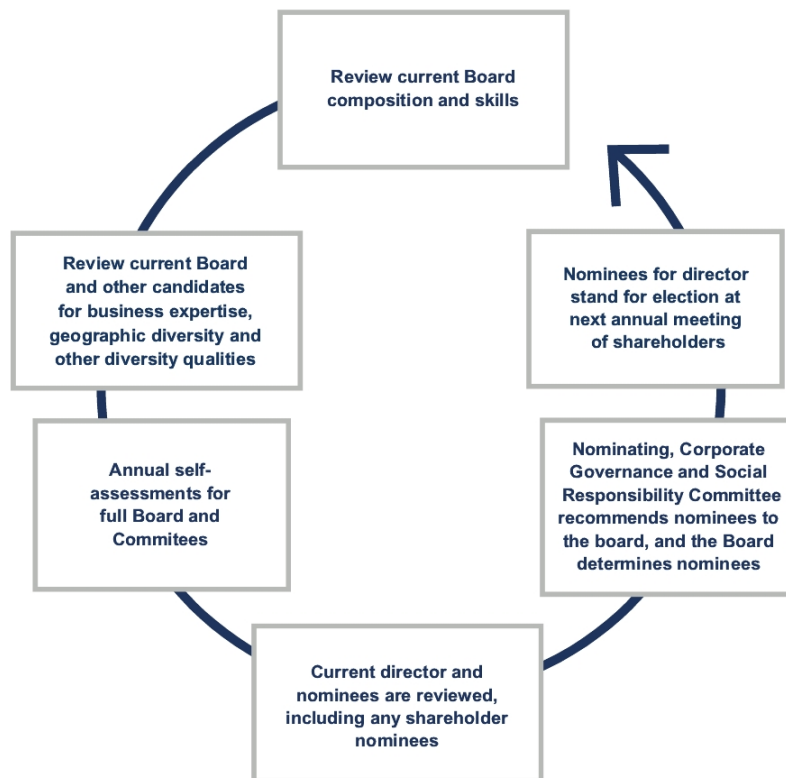 Review current Board
composition and skills
Review current Board
and other candidates
for business expertise,
geographic diversity and
other diversity qualities
Annual self-
assessments for
full Board and
Commitees
Current director and
nominees are reviewed,
including any shareholder
nominees
Nominating, Corporate
Governance and Social
Responsibility Committee
recommends nominees to
the board, and the Board
determines nominees
Nominees for director
stand for election at
next annual meeting
of shareholders